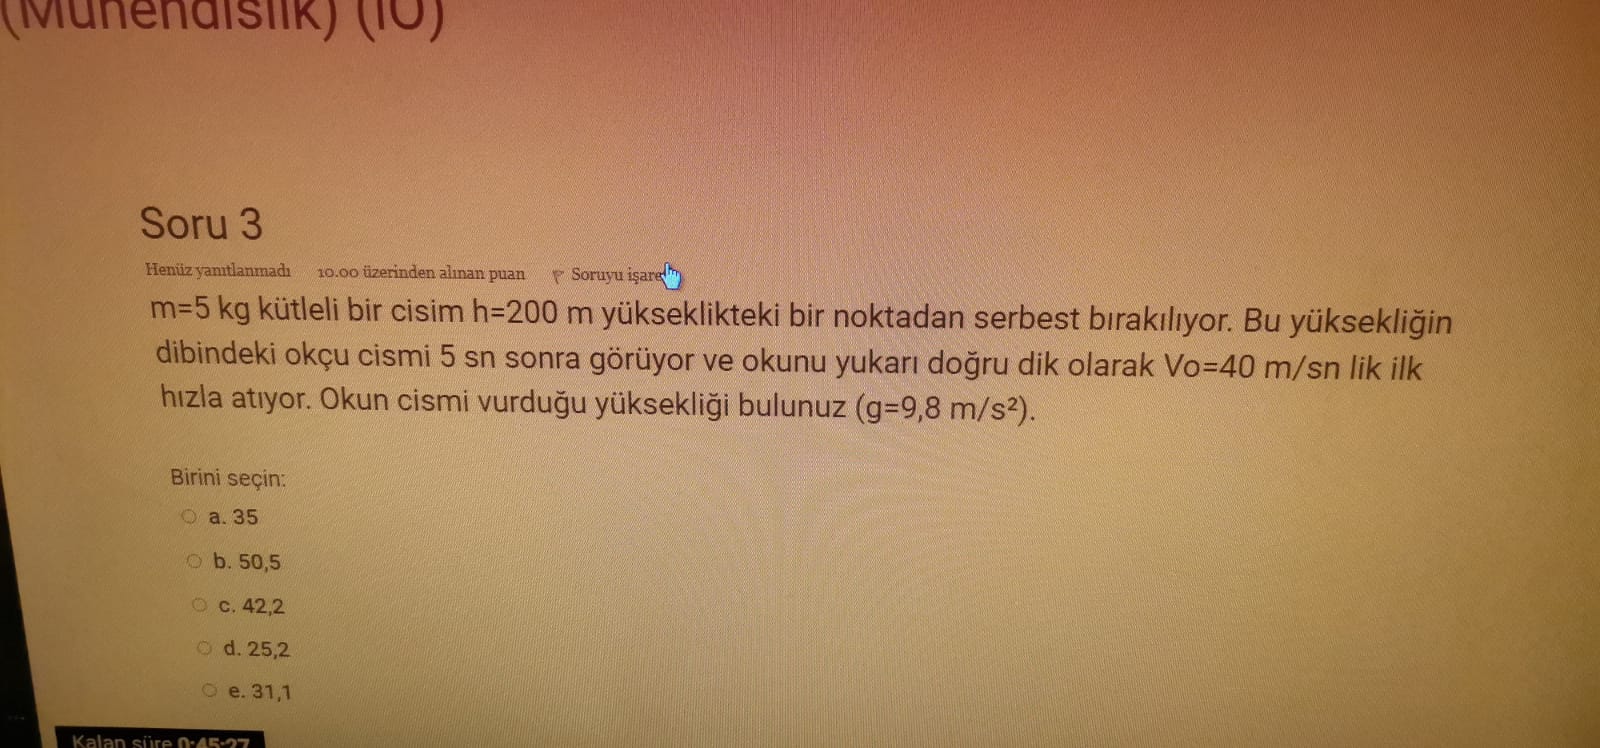 (Mühendislik) (İÖ)
Soru 3
Henüz yanıtlanmadı 10.00 üzerinden alınan puan Soruyu işare
m=5 kg kütleli bir cisim h=200 m yükseklikteki bir noktadan serbest bırakılıyor. Bu yüksekliğin
dibindeki okçu cismi 5 sn sonra görüyor ve okunu yukarı doğru dik olarak Vo=40 m/sn lik ilk
hızla atıyor. Okun cismi vurduğu yüksekliği bulunuz (g=9,8 m/s²).
Birini seçin:
a. 35
b. 50,5
c. 42,2
d. 25,2
e. 31,1
Kalan süre 0:45:27